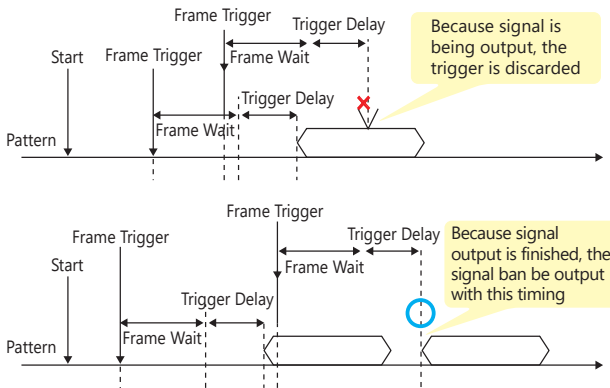 Frame Trigger
Trigger Delay
Because signal is
being output, the
trigger is discarded
Start
Frame Trigger
Frame Wait
Trigger Delay
Frame Wait
Pattern
Frame Trigger
Trigger Delay
Because signal
output is finished, the
signal ban be output
with this timing
Frame Trigger
Start
Frame Wait
Trigger Delay
Frame Wait
Pattern